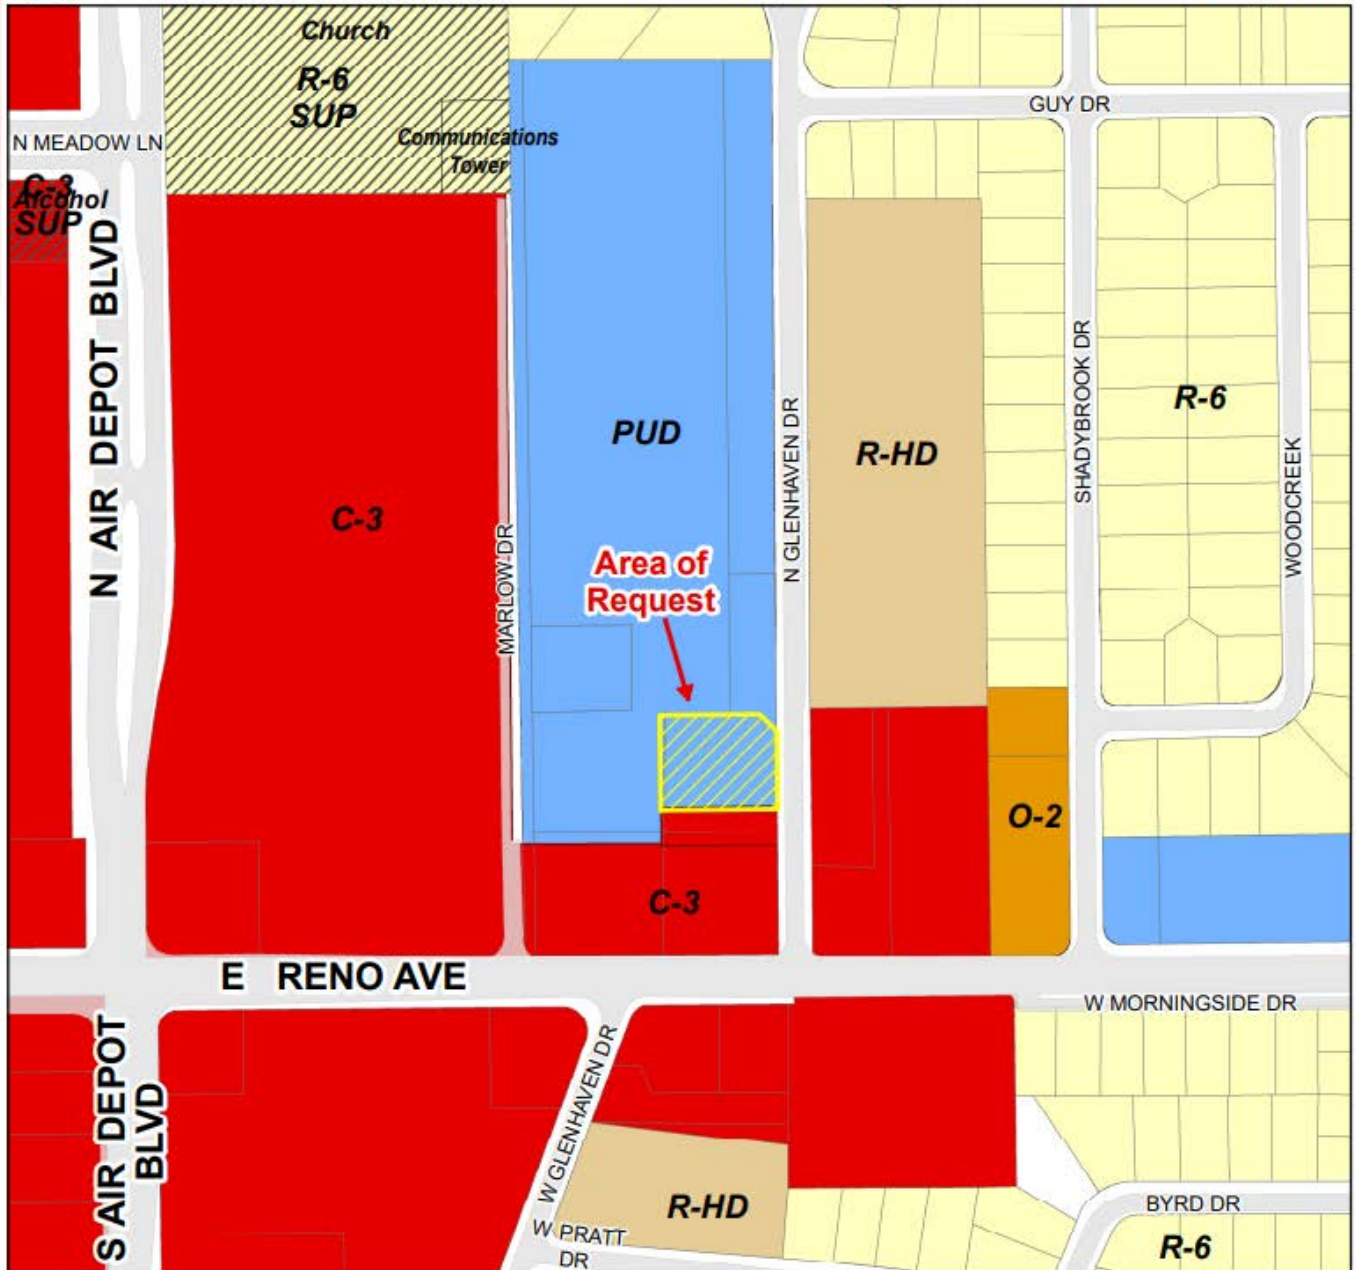 Church
R-6
SUP
Communications
Tower
GUY DR
N MEADOW LN
C-3
Alcohol
SUP
N AIR DEPOT BLVD
C-3
MARLOW DR
PUD
Area of
Request
N GLENHAVEN DR
R-HD
SHADYBROOK DR
R-6
WOODCREEK
O-2
C-3
E RENO AVE
W MORNINGSIDE DR
S AIR DEPOT
BLVD
W GLENHAVEN DR
R-HD
W PRATT
DR
BYRD DR
R-6